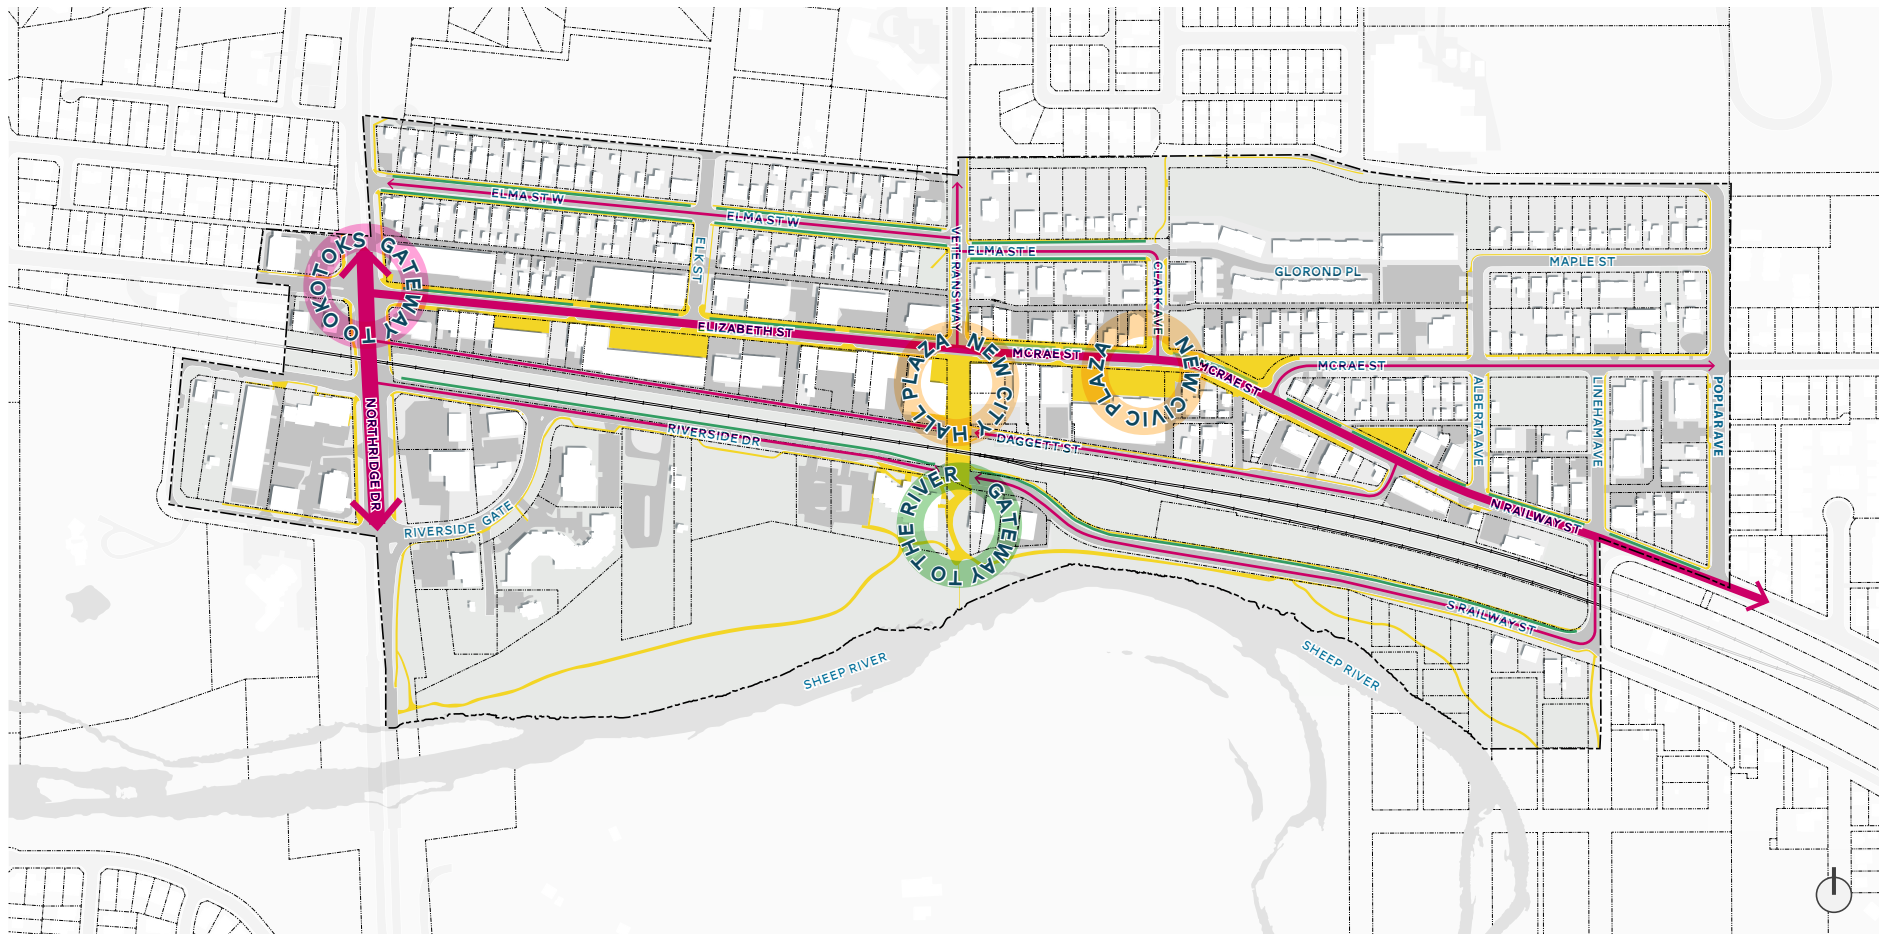 ELMA ST W
ELMA ST W
ELK ST
VETERANS WAY
ELMA ST E
CLARK AVE
GLOROND PL
MAPLE ST
GATEWAY TO OKOTOKS
ELIZABETH ST
NEW CITY HALL PLAZA
MCRAE ST
NEW CIVIC PLAZA
MCRAE ST
MCRAE ST
ALBERTA AVE
LINEHAM AVE
POPLAR AVE
NORTHRIDGE DR
RIVERSIDE DR
DAGGETT ST
GATEWAY TO THE RIVER
RIVERSIDE GATE
N RAILWAY ST
S RAILWAY ST
SHEEP RIVER
SHEEP RIVER